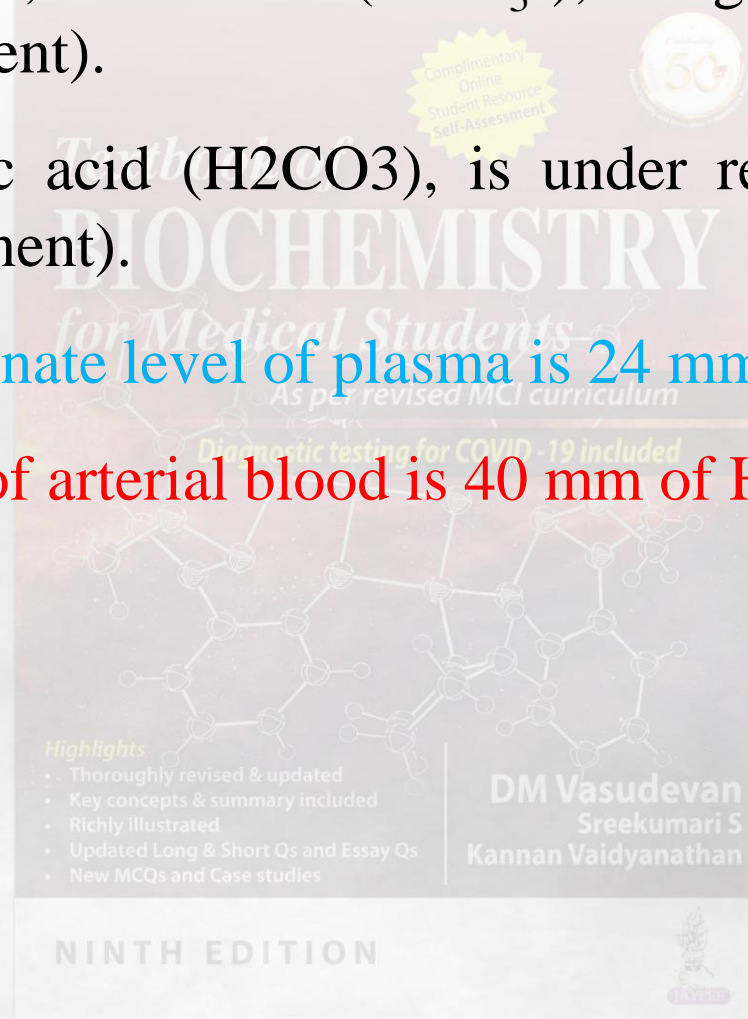 ent).
Complimentary
Online
Student Resource
Self-Assessment
50
Textbook of
c acid (H2CO3), is under re
BIOCHEMISTRY
nent).
for Medical Students
nate level of plasma is 24 mm
As per revised MCI curriculum
Diagnostic testing for COVID-19 included
of arterial blood is 40 mm of H
Highlights
• Thoroughly revised & updated
• Key concepts & summary included
• Richly illustrated
• Updated Long & Short Qs and Essay Qs
• New MCQs and Case studies
DM Vasudevan
Sreekumari S
Kannan Vaidyanathan
NINTH EDITION
JAYPEE